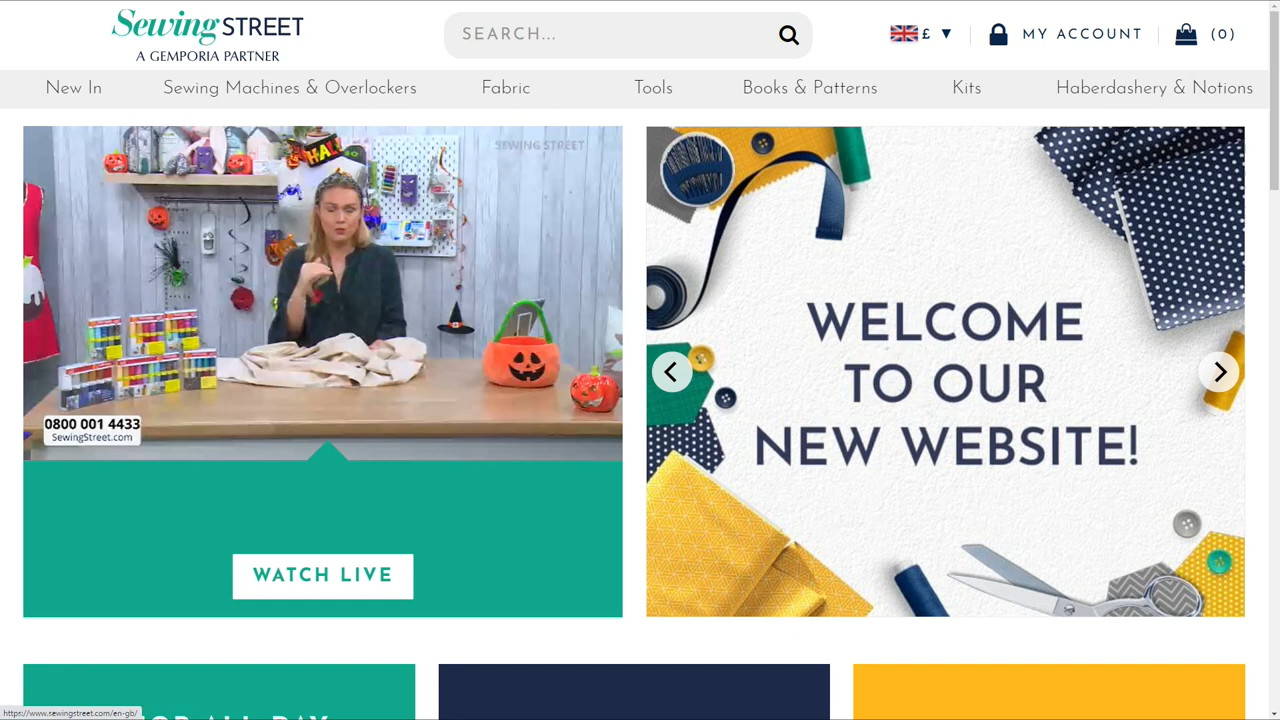 Sewing STREET
A GEMPORIA PARTNER
SEARCH...
£ ▼
MY ACCOUNT
(0)
New In
Sewing Machines & Overlockers
Fabric
Tools
Books & Patterns
Kits
Haberdashery & Notions
SEWING STREET
0800 001 4433
SewingStreet.com
WATCH LIVE
WELCOME
TO OUR
NEW WEBSITE!
https://www.sewingstreet.com/en-gb/